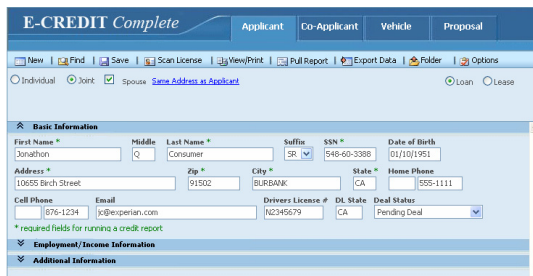 E-CREDIT Complete Applicant Co-Applicant Vehicle Proposal
New | Find | Save | Scan License | View/Print | Pull Report | Export Data | Folder | Options
Individual Joint Spouse Same Address as Applicant Loan Lease
Basic Information
First Name * Middle Last Name * Suffix SSN * Date of Birth
Jonathon Q Consumer SR 548-60-3388 01/10/1951
Address * Zip * City * State * Home Phone
10655 Birch Street 91502 BURBANK CA 555-1111
Cell Phone Email Drivers License # DL State Deal Status
876-1234 jc@experian.com N2345679 CA Pending Deal
* required fields for running a credit report
Employment/Income Information
Additional Information